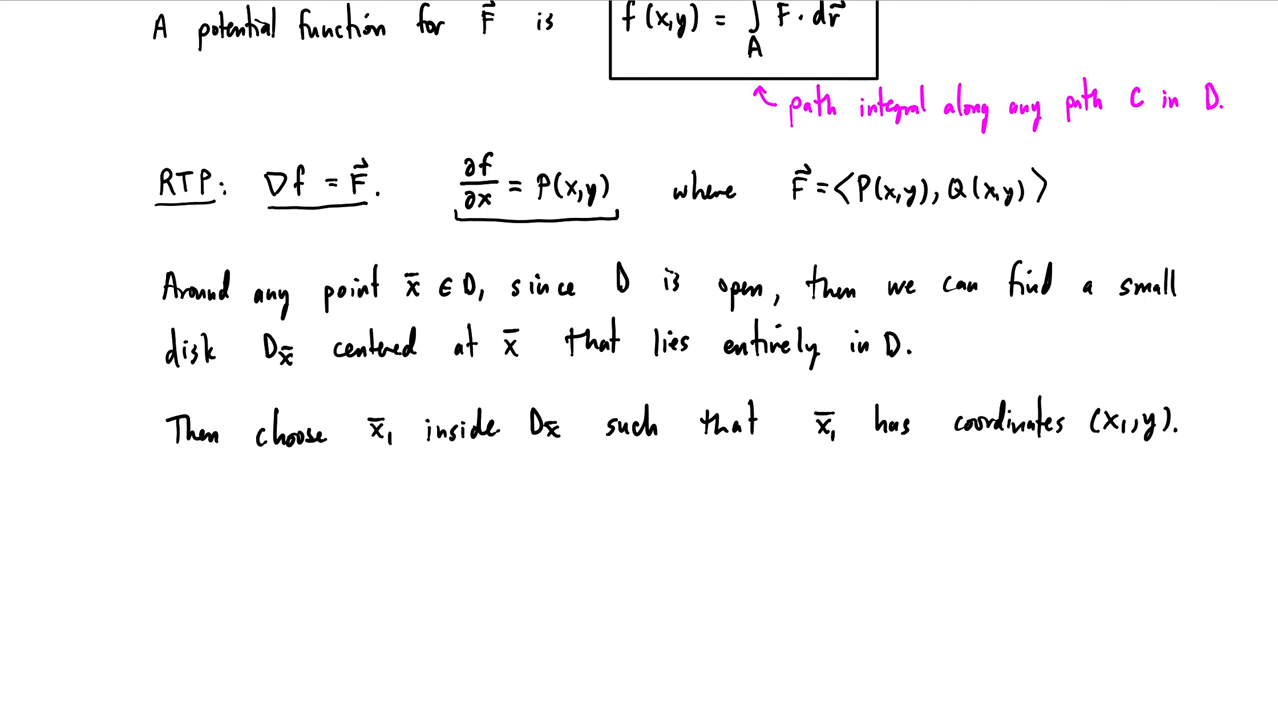 A potential function for F⃗ is f(x,y) = ∫_A F · dr⃗
↖ path integral along any path C in D.
RTP: ∇f = F⃗. ∂f/∂x = P(x,y) where F⃗ = <P(x,y), Q(x,y)>
Around any point x̄ ∈ D, since D is open, then we can find a small
disk D_x̄ centered at x̄ that lies entirely in D.
Then choose x̄₁ inside D_x̄ such that x̄₁ has coordinates (x₁,y).